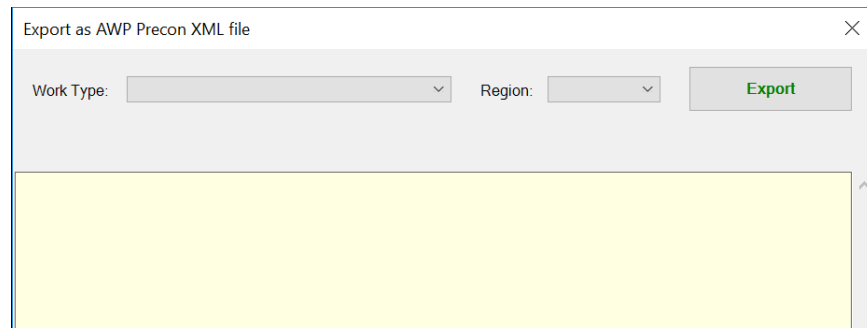 Export as AWP Precon XML file
Work Type: Region: Export